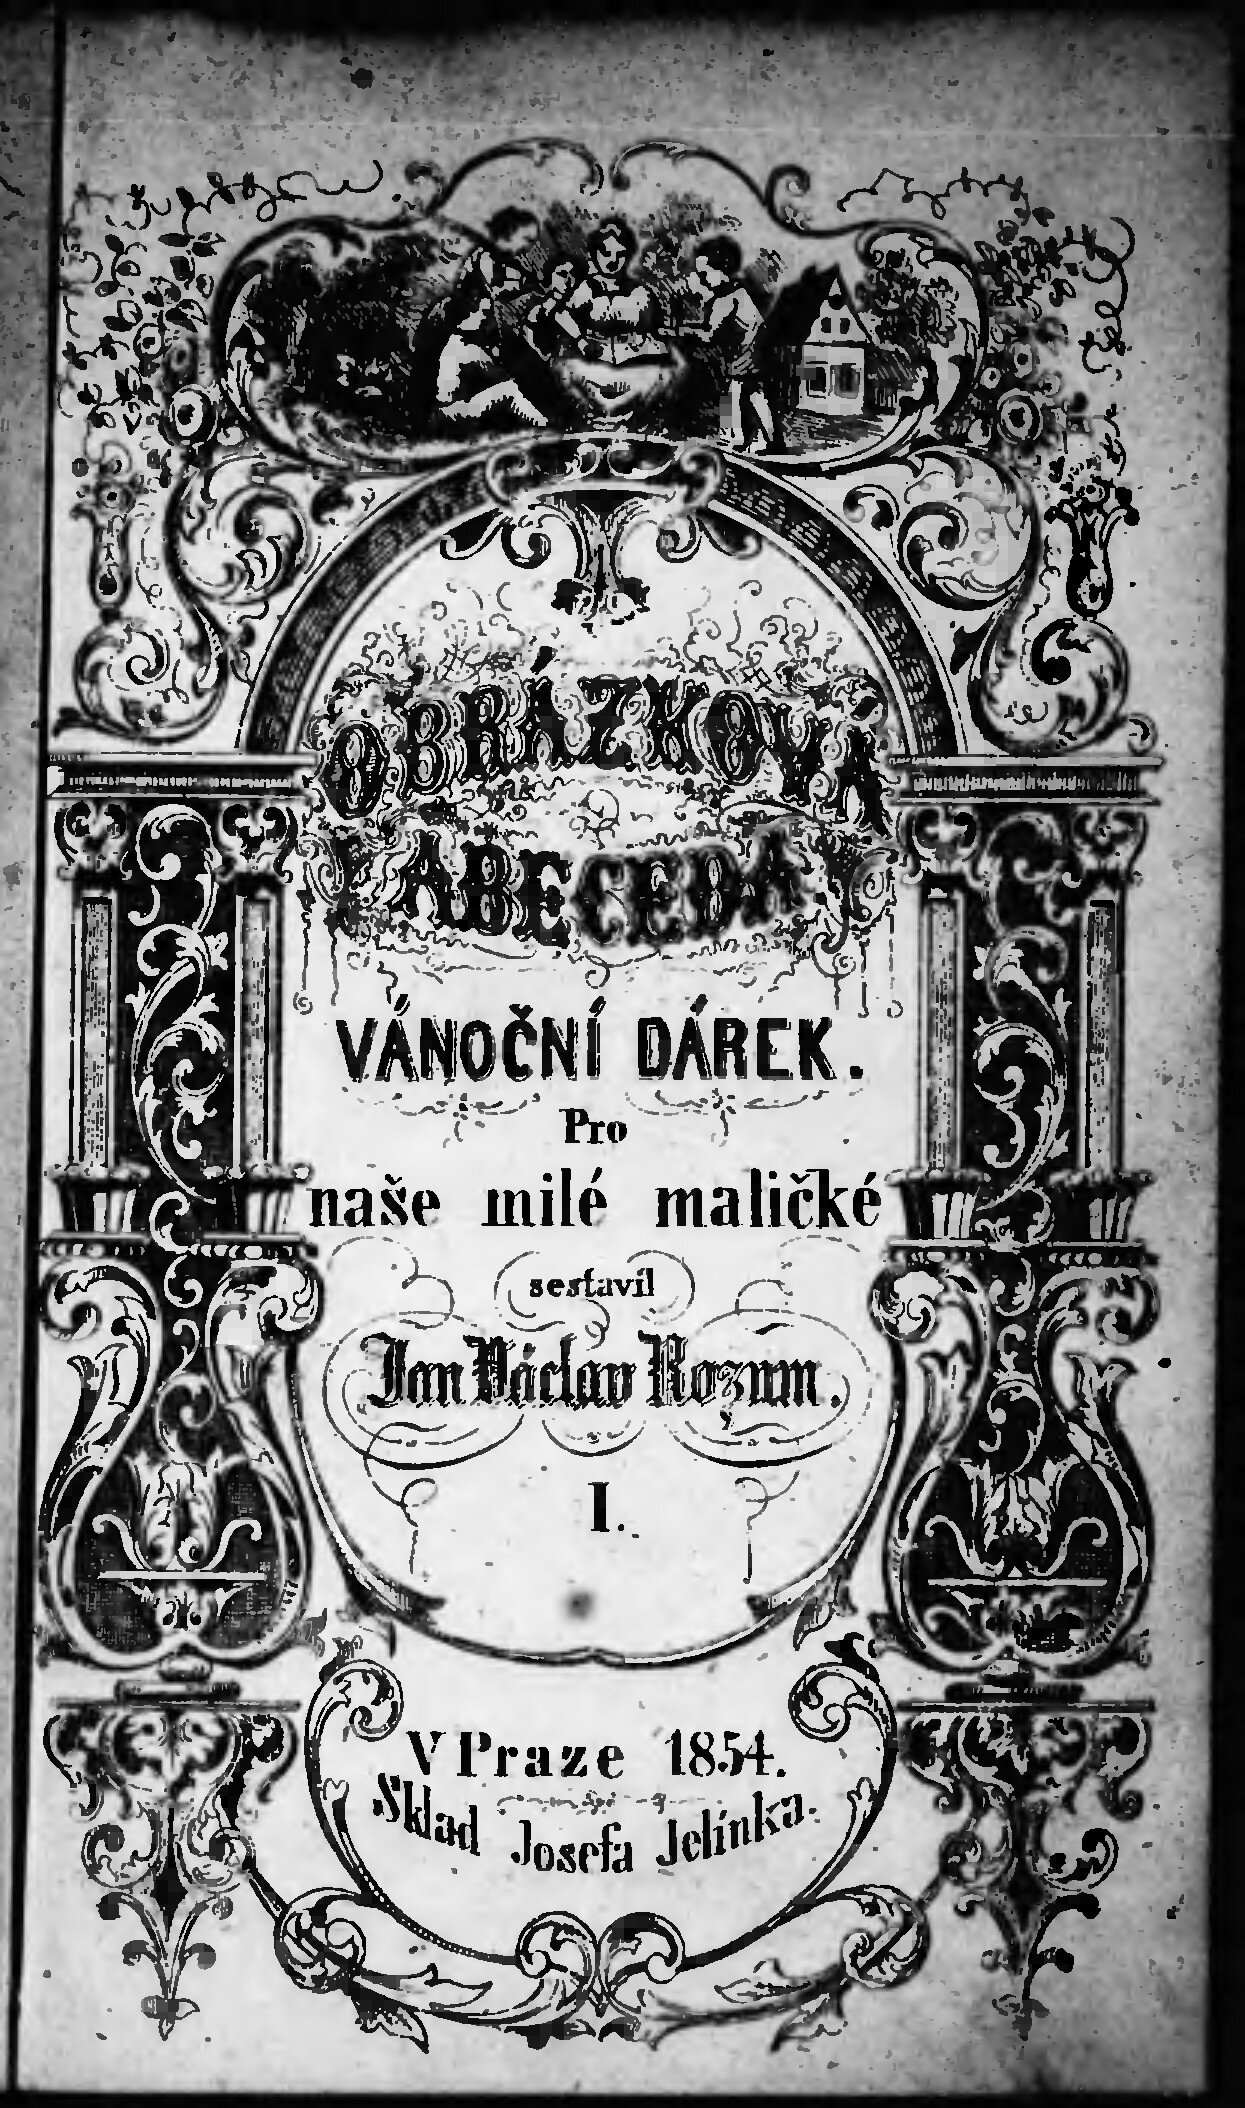 OBRÁZKOVÁ
ABECEDA
VÁNOČNÍ DÁREK.
Pro
naše milé maličké
sestavil
Jan Václav Rozum.
I.
V Praze 1854.
Sklad Josefa Jelínka.